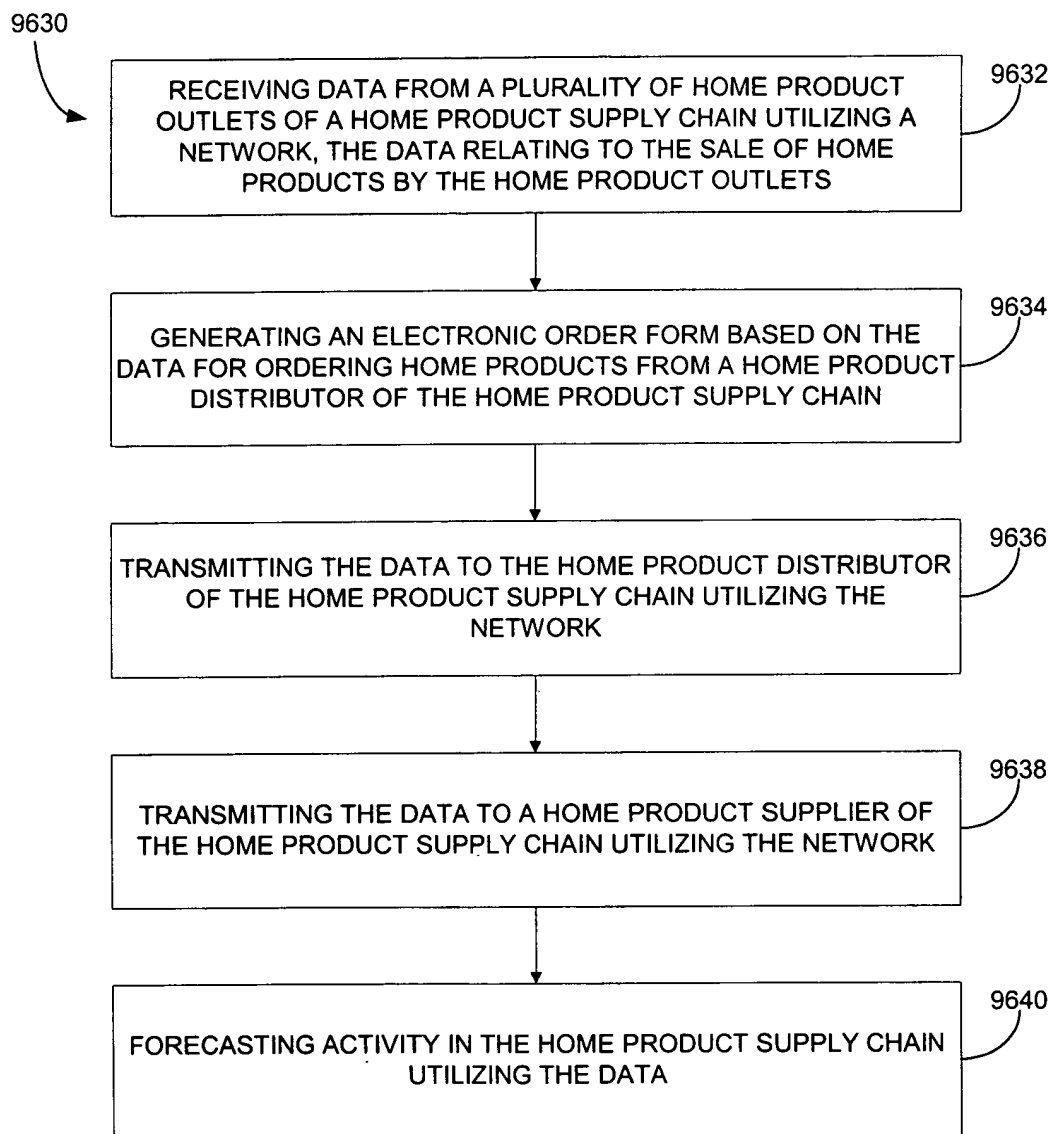 9630
9632
RECEIVING DATA FROM A PLURALITY OF HOME PRODUCT
OUTLETS OF A HOME PRODUCT SUPPLY CHAIN UTILIZING A
NETWORK, THE DATA RELATING TO THE SALE OF HOME
PRODUCTS BY THE HOME PRODUCT OUTLETS
9634
GENERATING AN ELECTRONIC ORDER FORM BASED ON THE
DATA FOR ORDERING HOME PRODUCTS FROM A HOME PRODUCT
DISTRIBUTOR OF THE HOME PRODUCT SUPPLY CHAIN
9636
TRANSMITTING THE DATA TO THE HOME PRODUCT DISTRIBUTOR
OF THE HOME PRODUCT SUPPLY CHAIN UTILIZING THE
NETWORK
9638
TRANSMITTING THE DATA TO A HOME PRODUCT SUPPLIER OF
THE HOME PRODUCT SUPPLY CHAIN UTILIZING THE NETWORK
9640
FORECASTING ACTIVITY IN THE HOME PRODUCT SUPPLY CHAIN
UTILIZING THE DATA